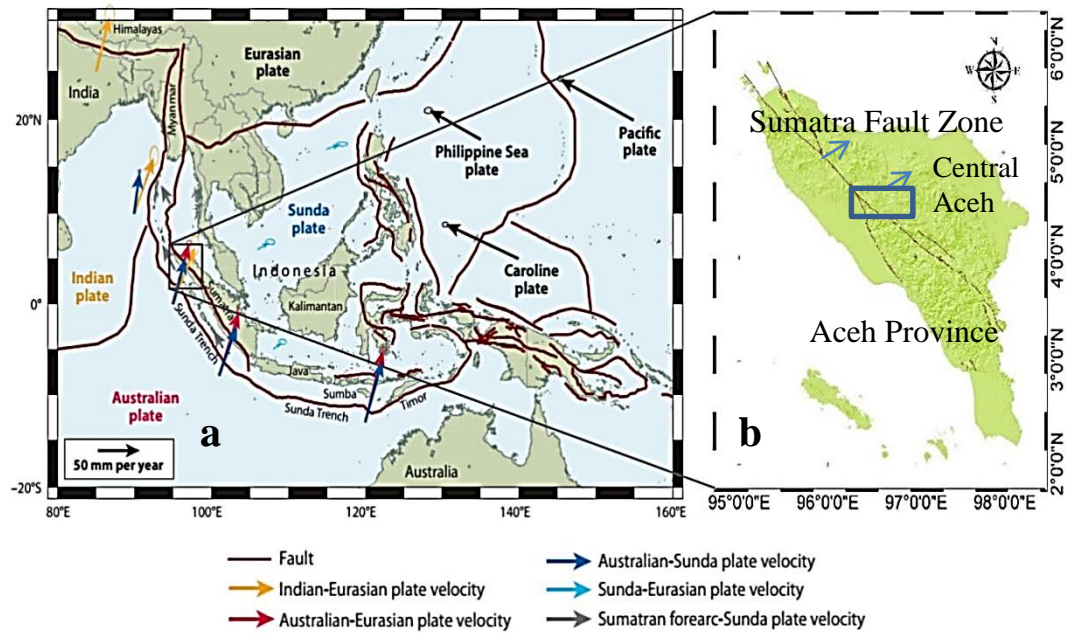 Himalayas
India
Myanmar
Eurasian
plate
20°N
0°
–20°S
80°E
100°E
120°E
140°E
160°E
Philippine Sea
plate
Pacific
plate
Sunda
plate
Caroline
plate
Indian
plate
Indonesia
Kalimantan
Sumatra
Sunda Trench
Java
Sumba
Timor
Sunda Trench
Australian
plate
Australia
50 mm per year
a
N
W
E
S
Sumatra Fault Zone
Central
Aceh
Aceh Province
b
6°0'0"N
5°0'0"N
4°0'0"N
3°0'0"N
2°0'0"N
95°0'0"E
96°0'0"E
97°0'0"E
98°0'0"E
Fault
Indian-Eurasian plate velocity
Australian-Eurasian plate velocity
Australian-Sunda plate velocity
Sunda-Eurasian plate velocity
Sumatran forearc-Sunda plate velocity